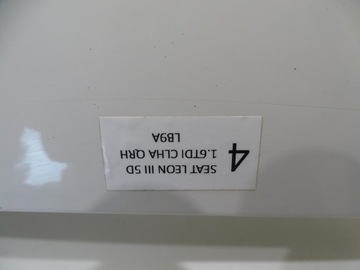 4
SEAT LEON III 5D
1.6TDI CLHA QRH
LB9A